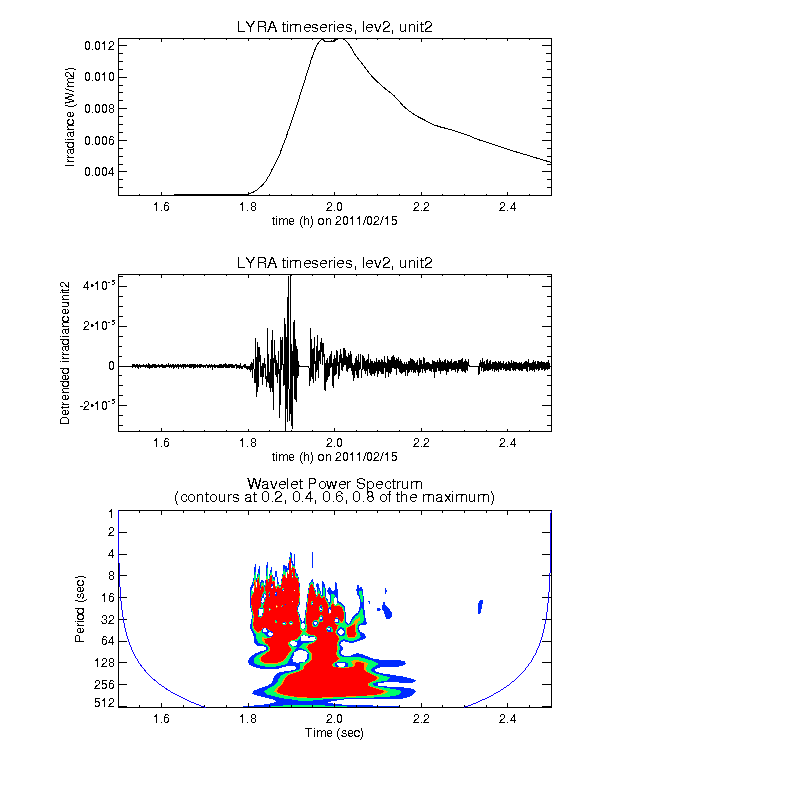 LYRA timeseries, lev2, unit2
0.012
0.010
0.008
0.006
0.004
Irradiance (W/m2)
1.6 1.8 2.0 2.2 2.4
time (h) on 2011/02/15
LYRA timeseries, lev2, unit2
4•10⁻⁵
2•10⁻⁵
0
-2•10⁻⁵
Detrended irradianceunit2
1.6 1.8 2.0 2.2 2.4
time (h) on 2011/02/15
Wavelet Power Spectrum
(contours at 0.2, 0.4, 0.6, 0.8 of the maximum)
1
2
4
8
16
32
64
128
256
512
Period (sec)
1.6 1.8 2.0 2.2 2.4
Time (sec)